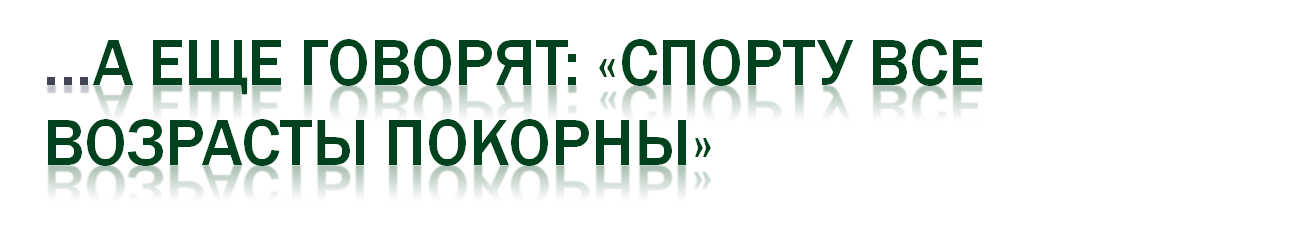 ...А ЕЩЕ ГОВОРЯТ: «СПОРТУ ВСЕ
ВОЗРАСТЫ ПОКОРНЫ»